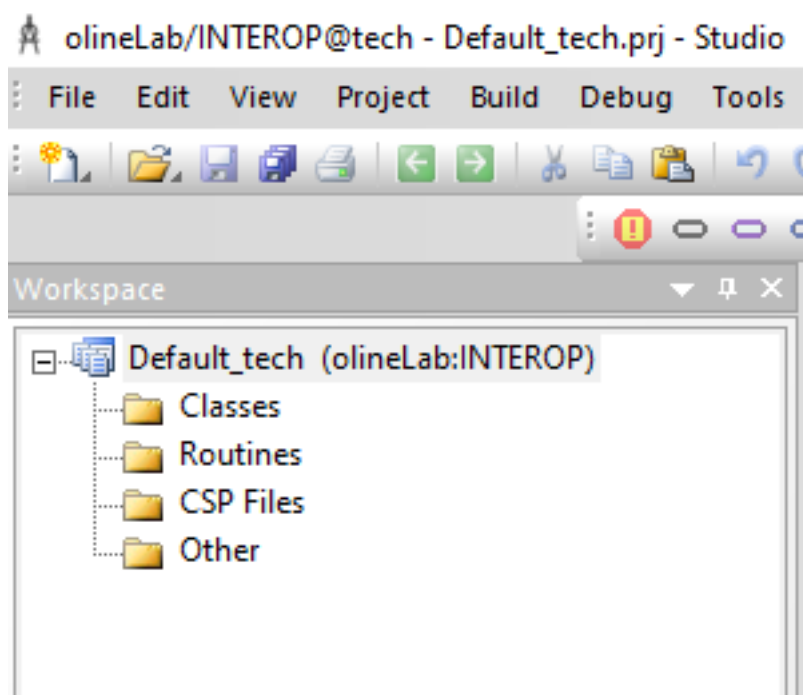 olineLab/INTEROP@tech - Default_tech.prj - Studio
File Edit View Project Build Debug Tools
Workspace
Default_tech (olineLab:INTEROP)
Classes
Routines
CSP Files
Other